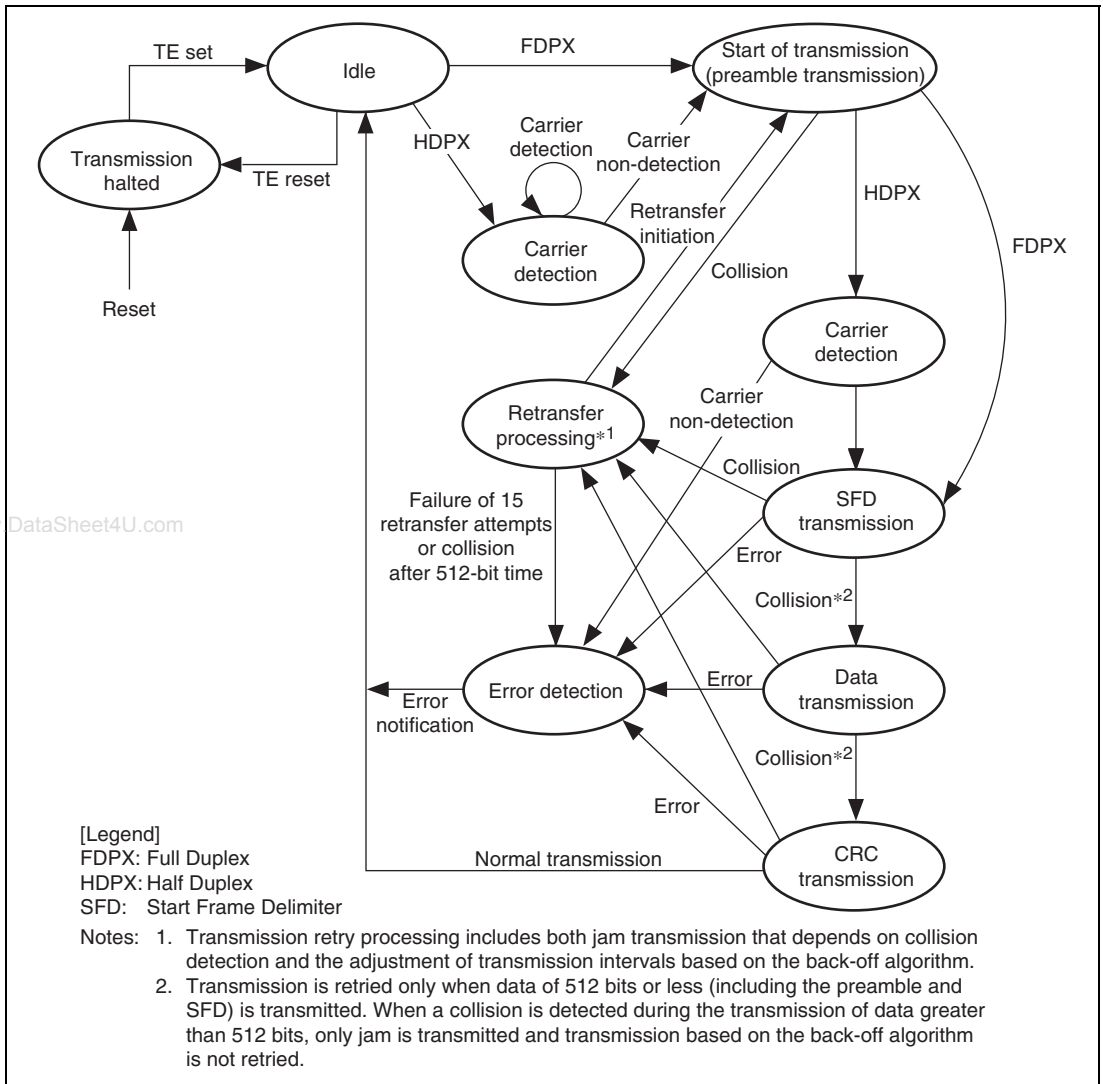 TE set
Idle
FDPX
Start of transmission
(preamble transmission)
Transmission
halted
TE reset
HDPX
Carrier
detection
Carrier
non-detection
HDPX
FDPX
Reset
Carrier
detection
Retransfer
initiation
Collision
Carrier
detection
Retransfer
processing*1
Carrier
non-detection
Collision
SFD
transmission
DataSheet4U.com
Failure of 15
retransfer attempts
or collision
after 512-bit time
Error
Collision*2
Error detection
Error
Data
transmission
Error
notification
Collision*2
Error
Normal transmission
CRC
transmission
[Legend]
FDPX: Full Duplex
HDPX: Half Duplex
SFD: Start Frame Delimiter
Notes: 1. Transmission retry processing includes both jam transmission that depends on collision
detection and the adjustment of transmission intervals based on the back-off algorithm.
2. Transmission is retried only when data of 512 bits or less (including the preamble and
SFD) is transmitted. When a collision is detected during the transmission of data greater
than 512 bits, only jam is transmitted and transmission based on the back-off algorithm
is not retried.